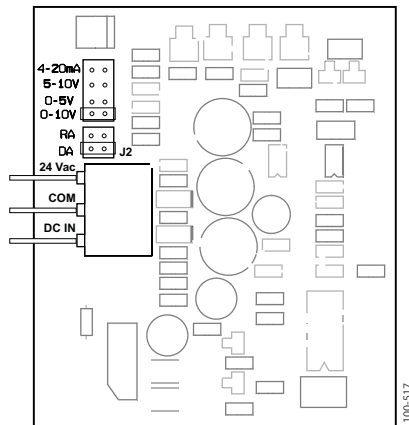 4-20mA
5-10V
0-5V
0-10V
RA
DA
J2
24 Vac
COM
DC IN
100-517